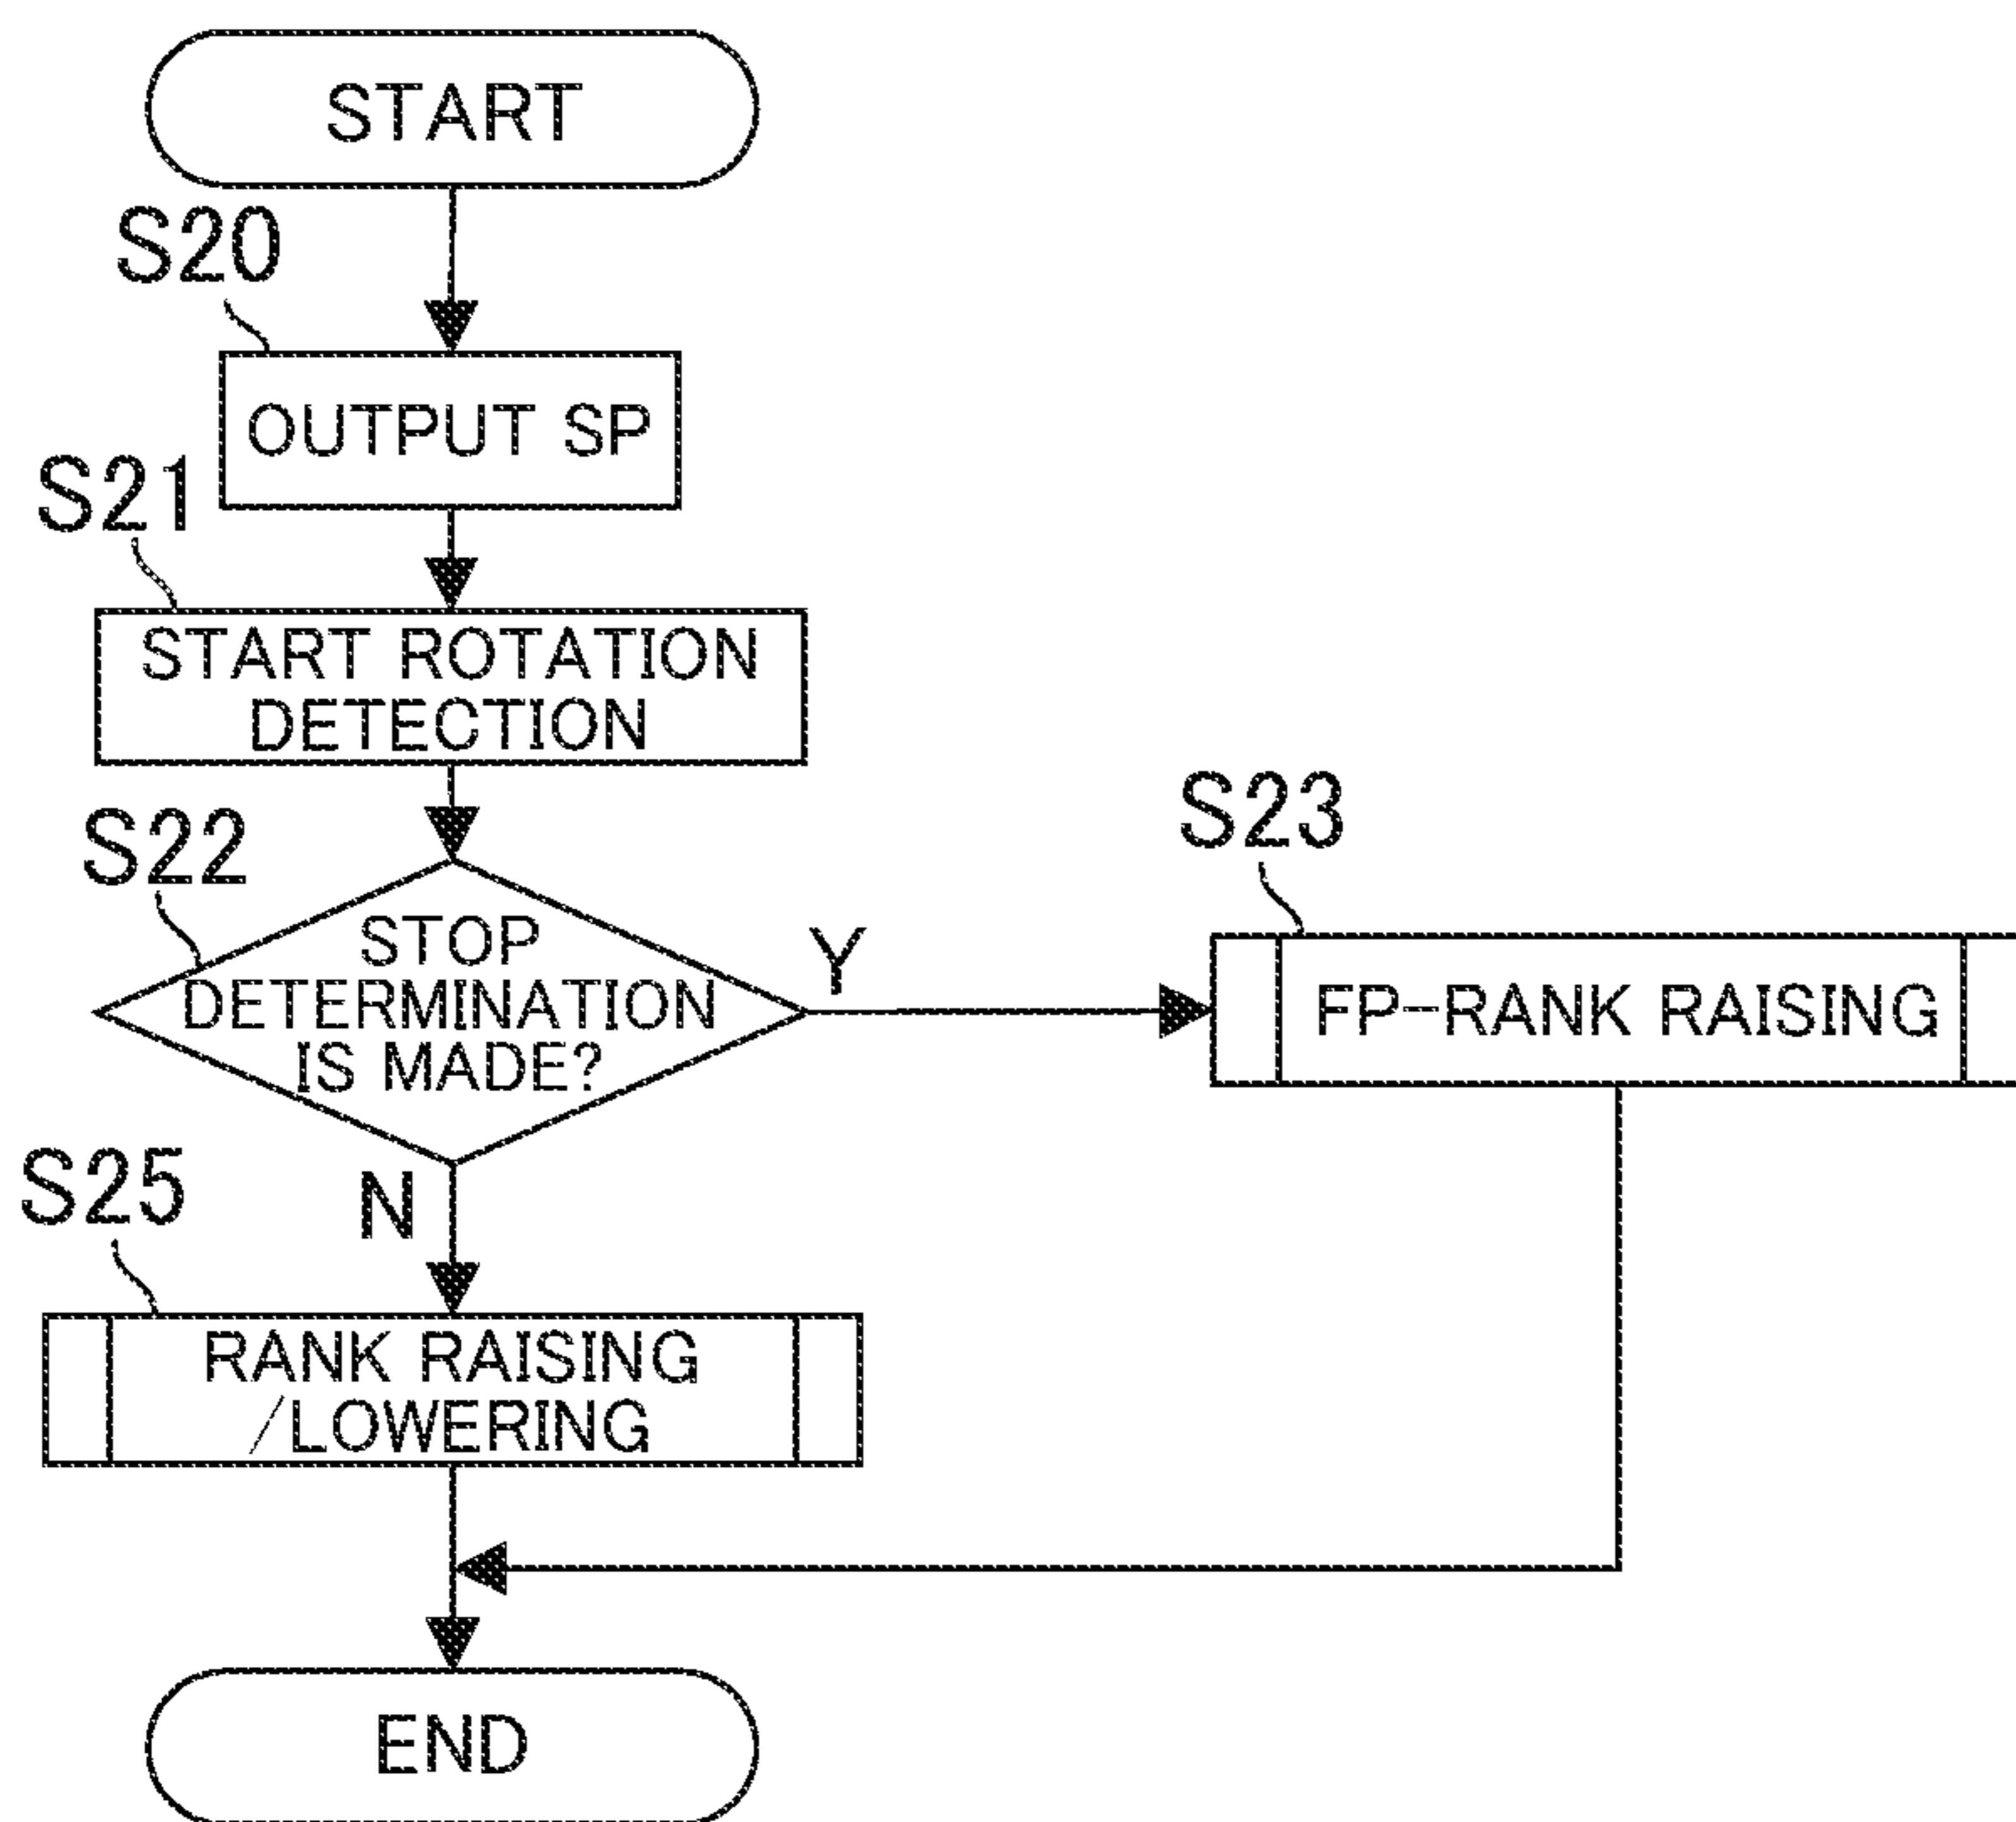 START
S20
OUTPUT SP
S21
START ROTATION
DETECTION
S22
STOP
DETERMINATION
IS MADE?
Y
S23
FP-RANK RAISING
N
S25
RANK RAISING
/LOWERING
END